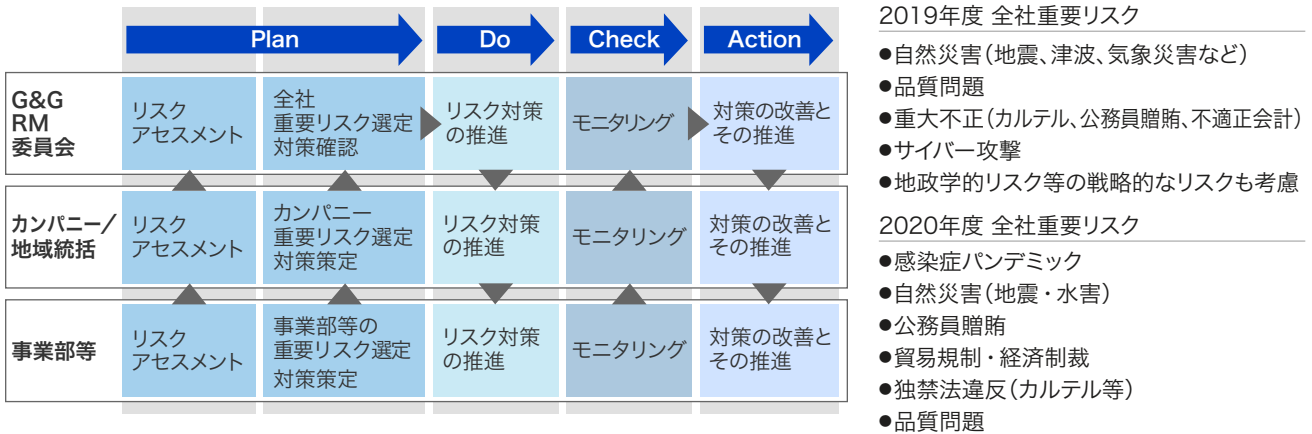 Plan
Do
Check
Action
G&G
RM
委員会
リスク
アセスメント
全社
重要リスク選定
対策確認
リスク対策
の推進
モニタリング
対策の改善と
その推進
カンパニー/
地域統括
リスク
アセスメント
カンパニー
重要リスク選定
対策策定
リスク対策
の推進
モニタリング
対策の改善と
その推進
事業部等
リスク
アセスメント
事業部等の
重要リスク選定
対策策定
リスク対策
の推進
モニタリング
対策の改善と
その推進
2019年度 全社重要リスク
●自然災害(地震、津波、気象災害など)
●品質問題
●重大不正(カルテル、公務員贈賄、不適正会計)
●サイバー攻撃
●地政学的リスク等の戦略的なリスクも考慮
2020年度 全社重要リスク
●感染症パンデミック
●自然災害(地震・水害)
●公務員贈賄
●貿易規制・経済制裁
●独禁法違反(カルテル等)
●品質問題